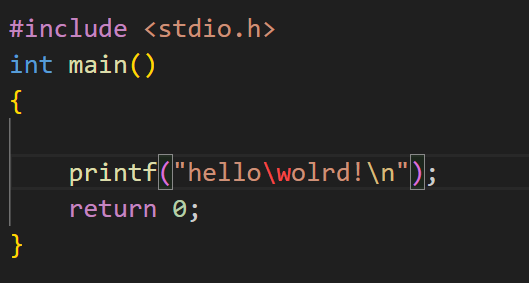 #include <stdio.h>
int main()
{
printf("hello\wolrd!\n");
return 0;
}